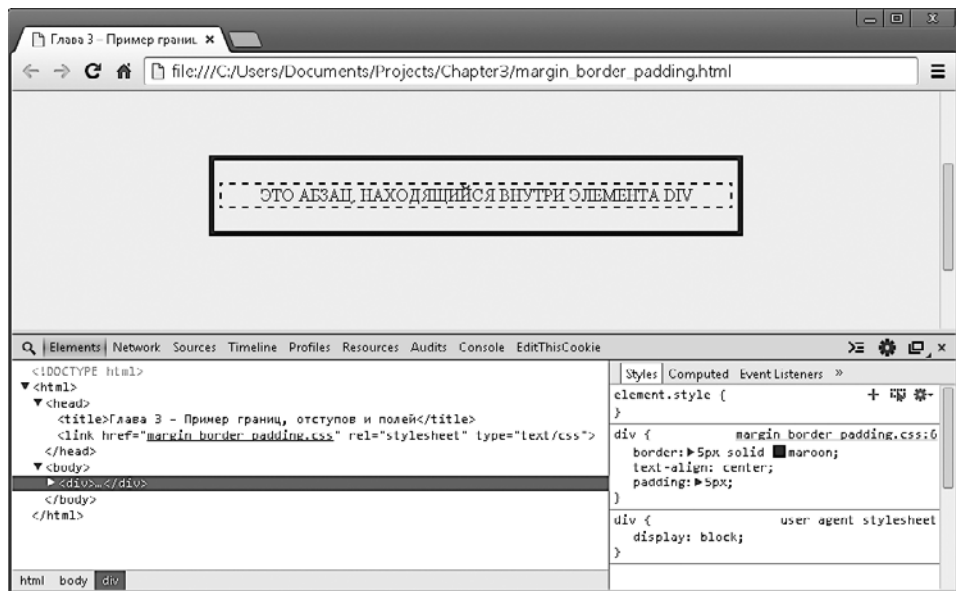 Глава 3 – Пример границ
file:///C:/Users/Documents/Projects/Chapter3/margin_border_padding.html
ЭТО АБЗАЦ, НАХОДЯЩИЙСЯ ВНУТРИ ЭЛЕМЕНТА DIV
Elements Network Sources Timeline Profiles Resources Audits Console EditThisCookie
<!DOCTYPE html>
▼<html>
▼<head>
<title>Глава 3 – Пример границ, отступов и полей</title>
<link href="margin_border_padding.css" rel="stylesheet" type="text/css">
</head>
▼<body>
▶<div>…</div>
</body>
</html>
html body div
Styles Computed Event Listeners »
element.style {
}
div { margin_border_padding.css:6
border:▶5px solid maroon;
text-align: center;
padding:▶5px;
}
div { user agent stylesheet
display: block;
}